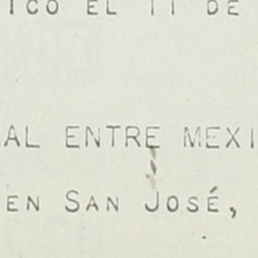 ICO EL 11 DE
AL ENTRE MEXI
EN SAN JOSÉ,